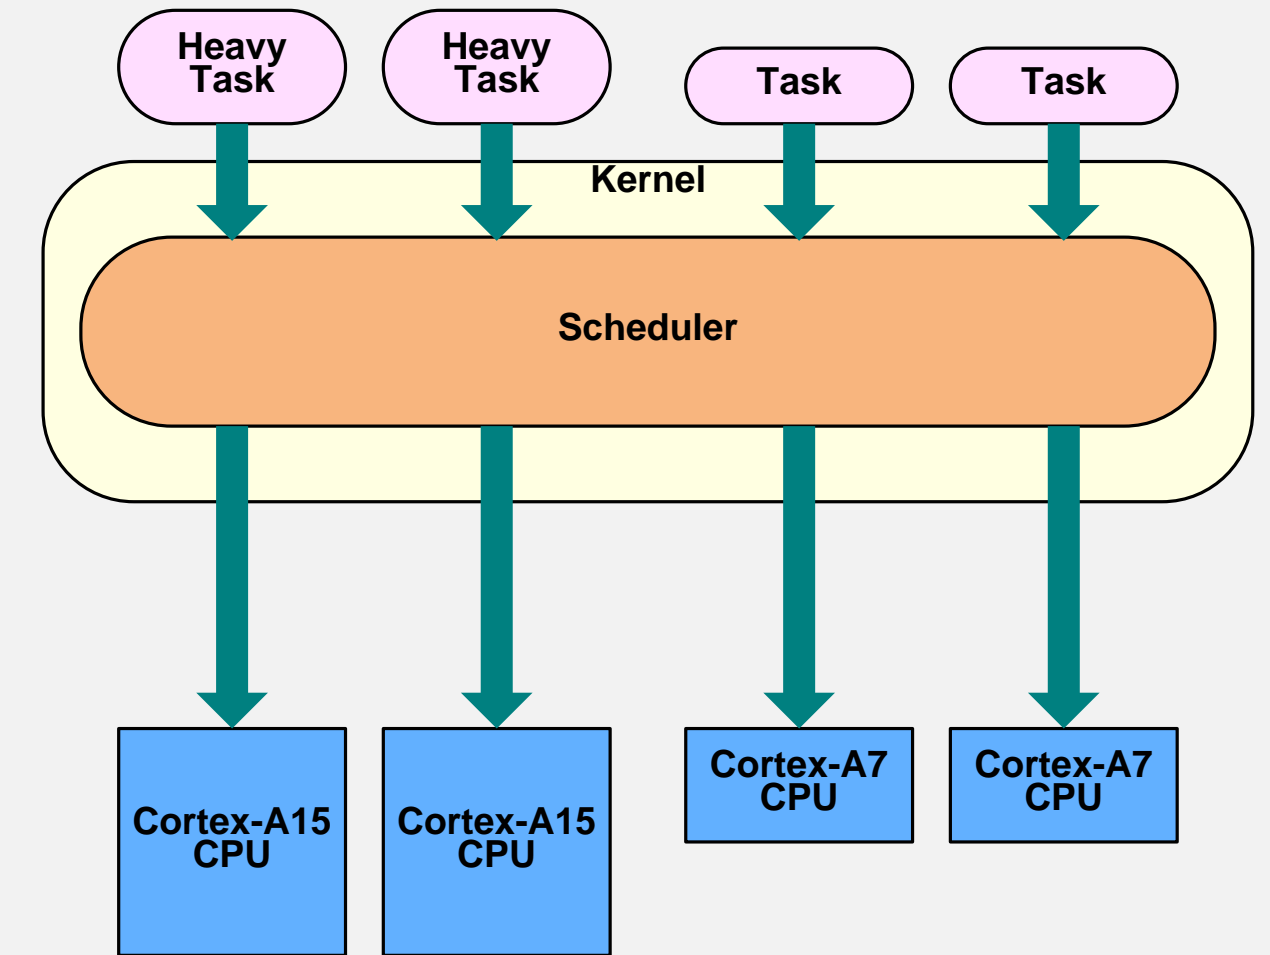 Heavy
Task
Heavy
Task
Task
Task
Kernel
Scheduler
Cortex-A15
CPU
Cortex-A15
CPU
Cortex-A7
CPU
Cortex-A7
CPU